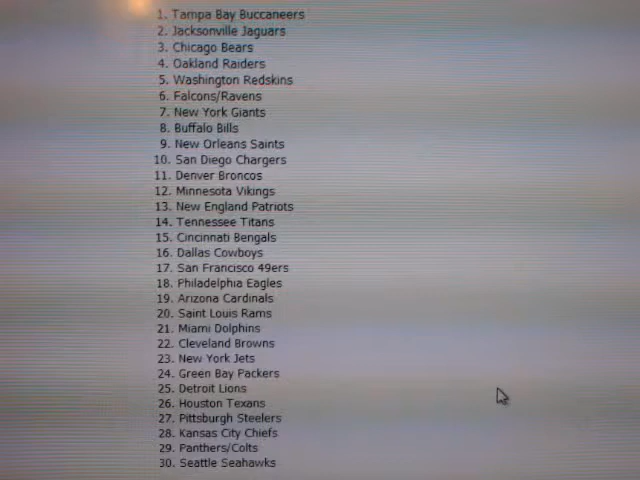 1. Tampa Bay Buccaneers
2. Jacksonville Jaguars
3. Chicago Bears
4. Oakland Raiders
5. Washington Redskins
6. Falcons/Ravens
7. New York Giants
8. Buffalo Bills
9. New Orleans Saints
10. San Diego Chargers
11. Denver Broncos
12. Minnesota Vikings
13. New England Patriots
14. Tennessee Titans
15. Cincinnati Bengals
16. Dallas Cowboys
17. San Francisco 49ers
18. Philadelphia Eagles
19. Arizona Cardinals
20. Saint Louis Rams
21. Miami Dolphins
22. Cleveland Browns
23. New York Jets
24. Green Bay Packers
25. Detroit Lions
26. Houston Texans
27. Pittsburgh Steelers
28. Kansas City Chiefs
29. Panthers/Colts
30. Seattle Seahawks